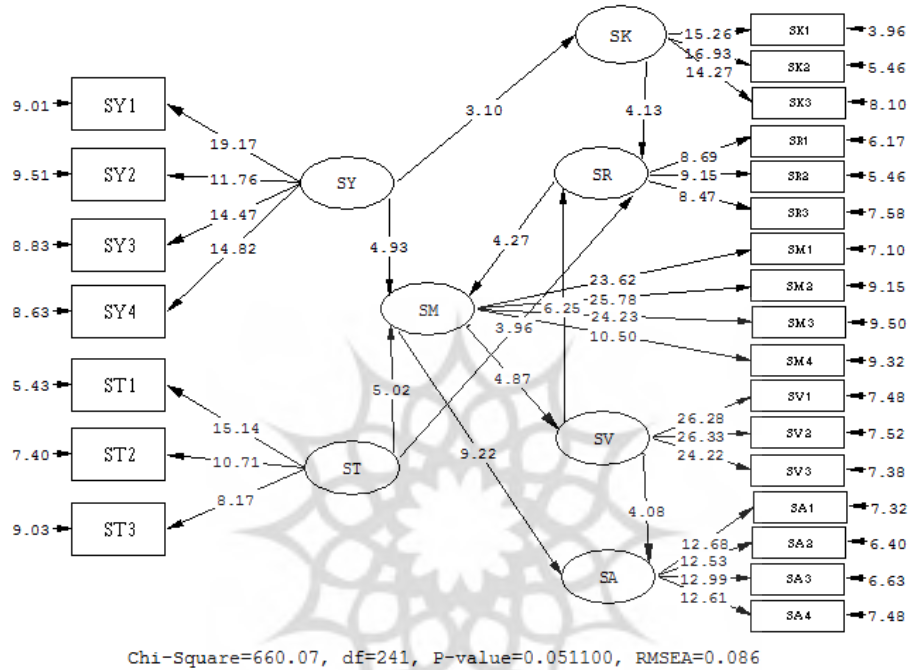 SK
15.26
SK1
3.96
16.93
SK2
5.46
14.27
SK3
8.10
9.01
SY1
19.17
3.10
4.13
SR1
6.17
8.69
9.51
SY2
11.76
SY
SR
9.15
SR2
5.46
8.47
SR3
7.58
8.83
SY3
14.47
14.82
4.93
4.27
SM1
7.10
8.63
SY4
SM
23.62
6.25
25.78
SM2
9.15
24.23
SM3
9.50
3.96
10.50
SM4
9.32
5.43
ST1
5.02
4.87
SV1
7.48
15.14
26.28
7.40
ST2
10.71
ST
9.22
SV
26.33
SV2
7.52
24.22
SV3
7.38
8.17
9.03
ST3
4.08
SA1
7.32
12.68
SA2
6.40
12.53
SA
12.99
SA3
6.63
12.61
SA4
7.48
Chi-Square=660.07, df=241, P-value=0.051100, RMSEA=0.086